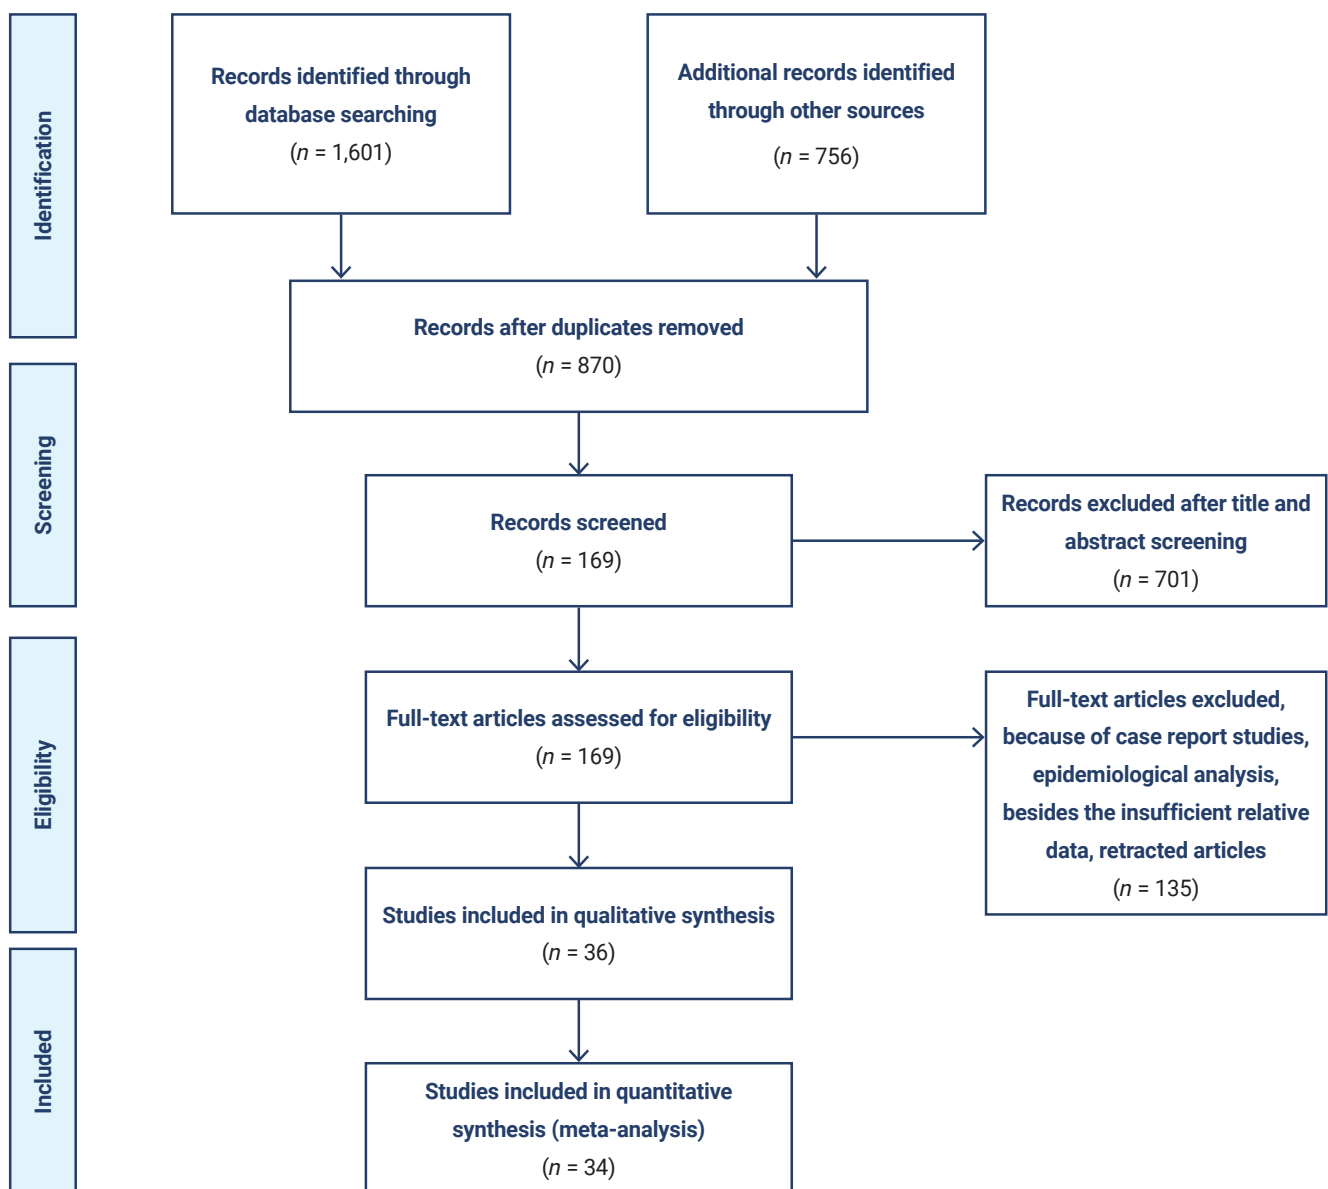 Identification
Records identified through
database searching
(n = 1,601)
Additional records identified
through other sources
(n = 756)
Records after duplicates removed
(n = 870)
Screening
Records screened
(n = 169)
Records excluded after title and
abstract screening
(n = 701)
Eligibility
Full-text articles assessed for eligibility
(n = 169)
Full-text articles excluded,
because of case report studies,
epidemiological analysis,
besides the insufficient relative
data, retracted articles
(n = 135)
Studies included in qualitative synthesis
(n = 36)
Included
Studies included in quantitative
synthesis (meta-analysis)
(n = 34)